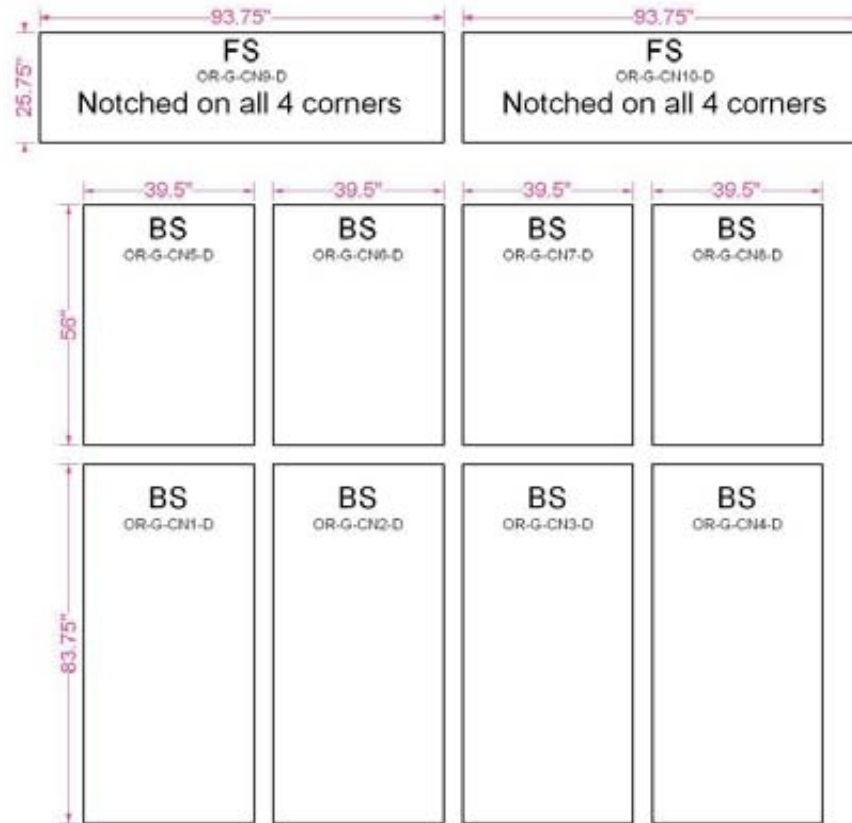 93.75" 93.75"
25.75"
FS FS
OR-G-CN9-D OR-G-CN10-D
Notched on all 4 corners Notched on all 4 corners
39.5" 39.5" 39.5" 39.5"
56"
BS BS BS BS
OR-G-CN5-D OR-G-CN6-D OR-G-CN7-D OR-G-CN8-D
83.75"
BS BS BS BS
OR-G-CN1-D OR-G-CN2-D OR-G-CN3-D OR-G-CN4-D